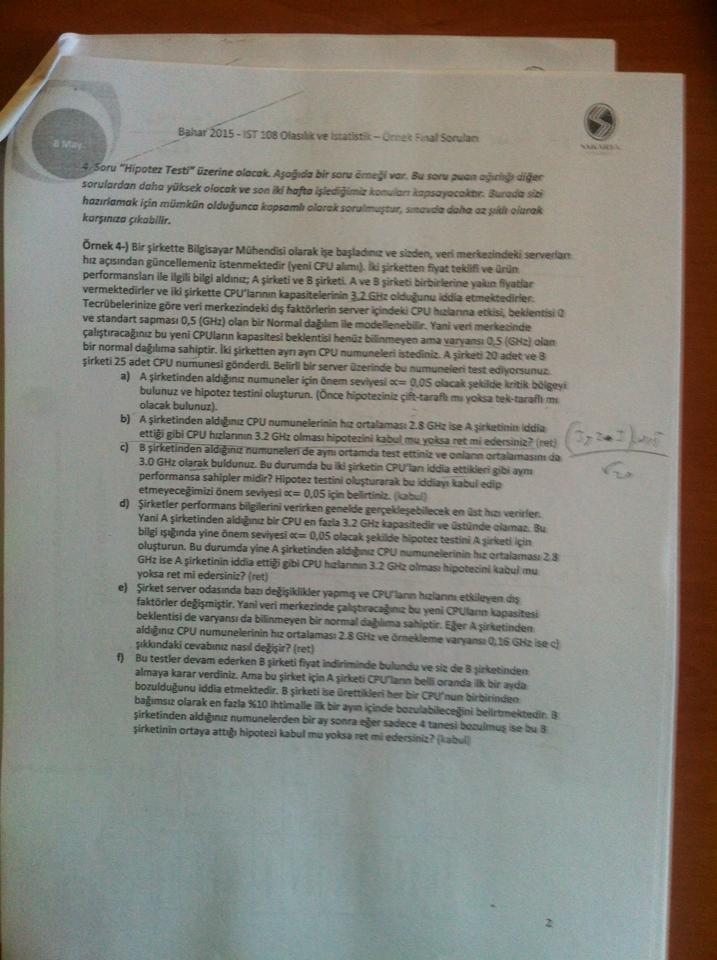 8 May.
Bahar 2015 - IST 108 Olasılık ve İstatistik – Örnek Final Soruları
SAKARYA
4. Soru "Hipotez Testi" üzerine olacak. Aşağıda bir soru örneği var. Bu soru puan ağırlığı diğer
sorulardan daha yüksek olacak ve son iki hafta işlediğimiz konuları kapsayacaktır. Burada sizi
hazırlamak için mümkün olduğunca kapsamlı olarak sorulmuştur, sınavda daha az şıklı olarak
karşınıza çıkabilir.
Örnek 4-) Bir şirkette Bilgisayar Mühendisi olarak işe başladınız ve sizden, veri merkezindeki serverları
hız açısından güncellemeniz istenmektedir (yeni CPU alımı). İki şirketten fiyat teklifi ve ürün
performansları ile ilgili bilgi aldınız; A şirketi ve B şirketi. A ve B şirketi birbirlerine yakın fiyatlar
vermektedirler ve iki şirkette CPU'larının kapasitelerinin 3.2 GHz olduğunu iddia etmektedirler.
Tecrübelerinize göre veri merkezindeki dış faktörlerin server içindeki CPU hızlarına etkisi, beklentisi 0
ve standart sapması 0,5 (GHz) olan bir Normal dağılım ile modellenebilir. Yani veri merkezinde
çalıştıracağınız bu yeni CPUların kapasitesi beklentisi henüz bilinmeyen ama varyansı 0,5 (GHz) olan
bir normal dağılıma sahiptir. İki şirketten ayrı ayrı CPU numuneleri istediniz. A şirketi 20 adet ve B
şirketi 25 adet CPU numunesi gönderdi. Belirli bir server üzerinde bu numuneleri test ediyorsunuz.
a) A şirketinden aldığınız numuneler için önem seviyesi ∝= 0,05 olacak şekilde kritik bölgeyi
bulunuz ve hipotez testini oluşturun. (Önce hipoteziniz çift-taraflı mı yoksa tek-taraflı mı
olacak bulunuz).
b) A şirketinden aldığınız CPU numunelerinin hız ortalaması 2.8 GHz ise A şirketinin iddia
ettiği gibi CPU hızlarının 3.2 GHz olması hipotezini kabul mu yoksa ret mi edersiniz? (ret)
c) B şirketinden aldığınız numuneleri de aynı ortamda test ettiniz ve onların ortalamasını da
3.0 GHz olarak buldunuz. Bu durumda bu iki şirketin CPU'ları iddia ettikleri gibi aynı
performansa sahipler midir? Hipotez testini oluşturarak bu iddiayı kabul edip
etmeyeceğimizi önem seviyesi ∝= 0,05 için belirtiniz. (kabul)
d) Şirketler performans bilgilerini verirken genelde gerçekleşebilecek en üst hızı verirler.
Yani A şirketinden aldığınız bir CPU en fazla 3.2 GHz kapasitedir ve üstünde olamaz. Bu
bilgi ışığında yine önem seviyesi ∝= 0,05 olacak şekilde hipotez testini A şirketi için
oluşturun. Bu durumda yine A şirketinden aldığınız CPU numunelerinin hız ortalaması 2.8
GHz ise A şirketinin iddia ettiği gibi CPU hızlarının 3.2 GHz olması hipotezini kabul mu
yoksa ret mi edersiniz? (ret)
e) Şirket server odasında bazı değişiklikler yapmış ve CPU'ların hızlarını etkileyen dış
faktörler değişmiştir. Yani veri merkezinde çalıştıracağınız bu yeni CPUların kapasitesi
beklentisi de varyansı da bilinmeyen bir normal dağılıma sahiptir. Eğer A şirketinden
aldığınız CPU numunelerinin hız ortalaması 2.8 GHz ve örnekleme varyansı 0,16 GHz ise c)
şıkkındaki cevabınız nasıl değişir? (ret)
f) Bu testler devam ederken B şirketi fiyat indiriminde bulundu ve siz de B şirketinden
almaya karar verdiniz. Ama bu şirket için A şirketi CPU'ların belli oranda ilk bir ayda
bozulduğunu iddia etmektedir. B şirketi ise ürettikleri her bir CPU'nun birbirinden
bağımsız olarak en fazla %10 ihtimalle ilk bir ayın içinde bozulabileceğini belirtmektedir. B
şirketinden aldığınız numunelerden bir ay sonra eğer sadece 4 tanesi bozulmuş ise bu B
şirketinin ortaya attığı hipotezi kabul mu yoksa ret mi edersiniz? (kabul)
2